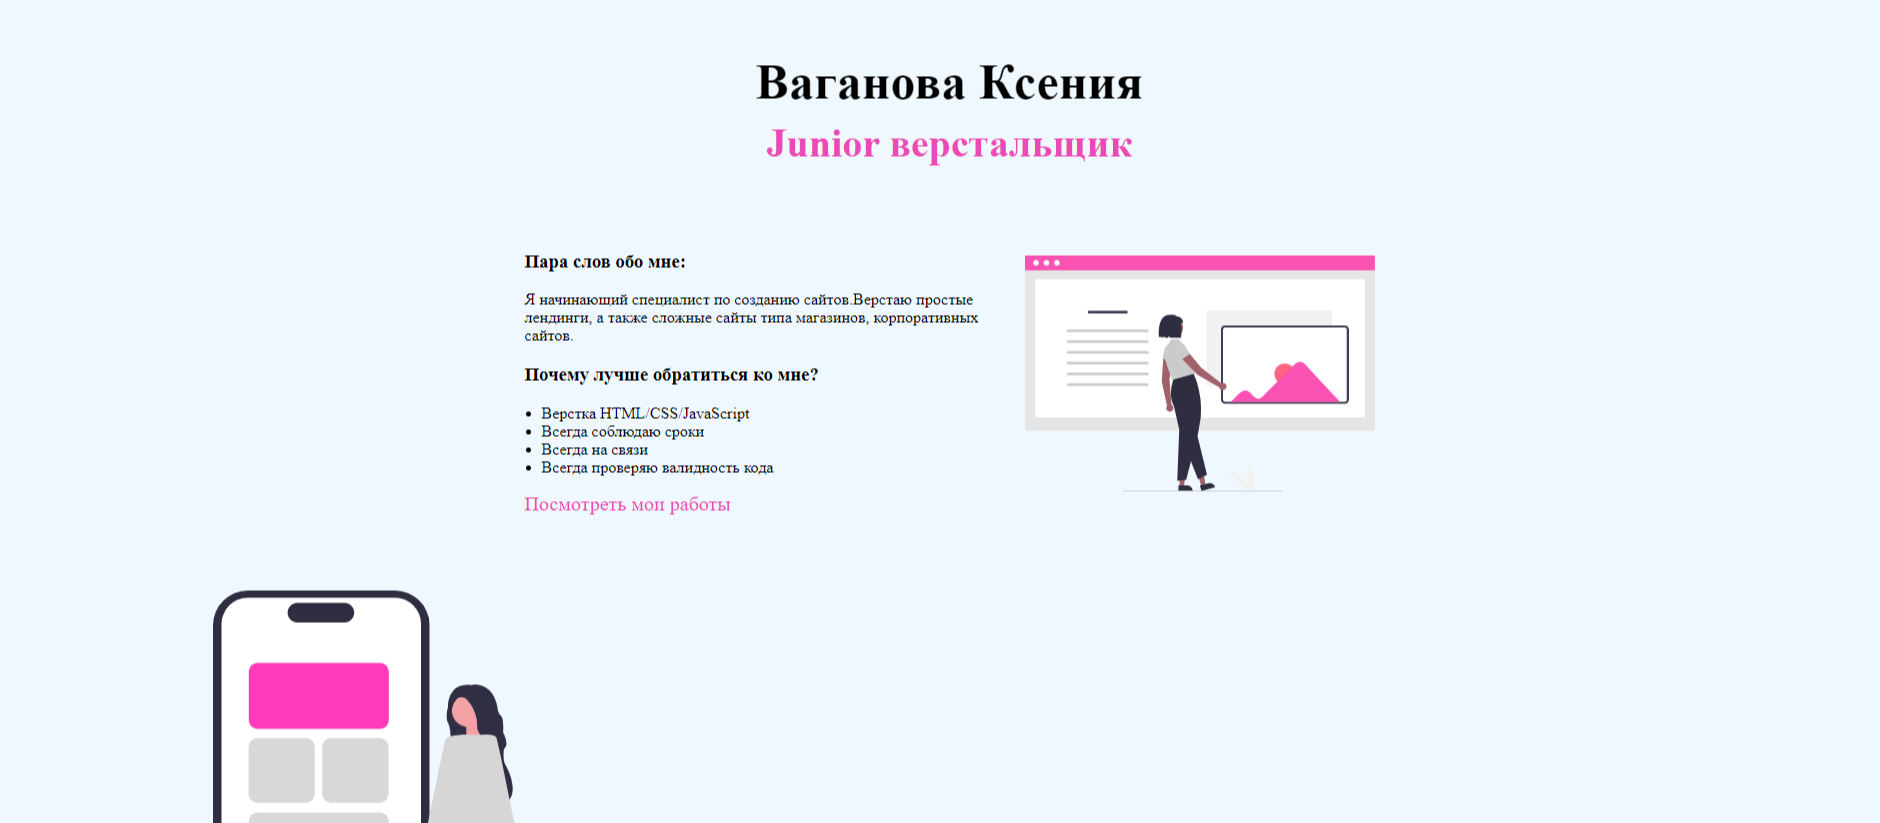 Ваганова Ксения
Junior верстальщик
Пара слов обо мне:
Я начинающий специалист по созданию сайтов.Верстаю простые
лендинги, а также сложные сайты типа магазинов, корпоративных
сайтов.
Почему лучше обратиться ко мне?
Верстка HTML/CSS/JavaScript
Всегда соблюдаю сроки
Всегда на связи
Всегда проверяю валидность кода
Посмотреть мои работы